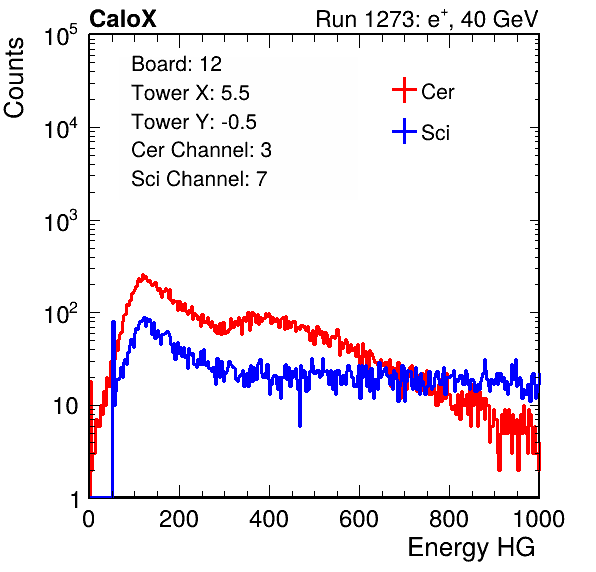 CaloX Run 1273: e⁺, 40 GeV
Counts
Board: 12
Tower X: 5.5
Tower Y: -0.5
Cer Channel: 3
Sci Channel: 7
Cer
Sci
10⁵
10⁴
10³
10²
10
1
0 200 400 600 800 1000
Energy HG